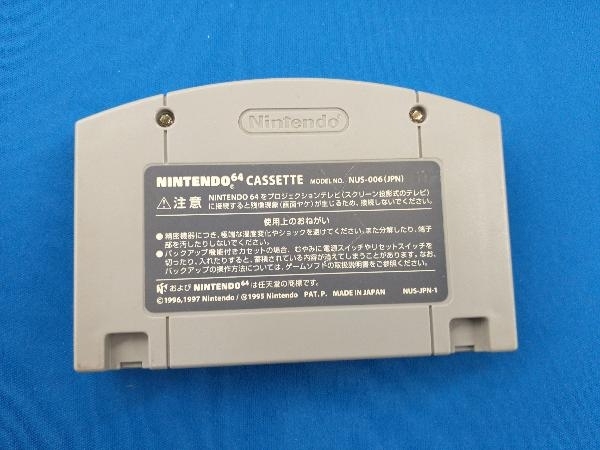 Nintendo
NINTENDO64 CASSETTE MODEL NO. NUS-006(JPN)
⚠注意 NINTENDO 64をプロジェクションテレビ(スクリーン投影式のテレビ)
に接続すると残像現象(画面ヤケ)が生じるため、接続しないでください。
使用上のおねがい
●精密機器につき、極端な温度変化やショックを避けてください。また分解したり、端子
部を汚したりしないでください。
●バックアップ機能付きカセットの場合、むやみに電源スイッチやリセットスイッチを
切ったり、入れたりすると、蓄積されている内容が消えてしまうことがあります。なお、
バックアップの操作方法については、ゲームソフトの取扱説明書をご参照ください。
および NINTENDO64 は任天堂の商標です。
©1996,1997 Nintendo / Ⓜ1995 Nintendo PAT. P. MADE IN JAPAN NUS-JPN-1